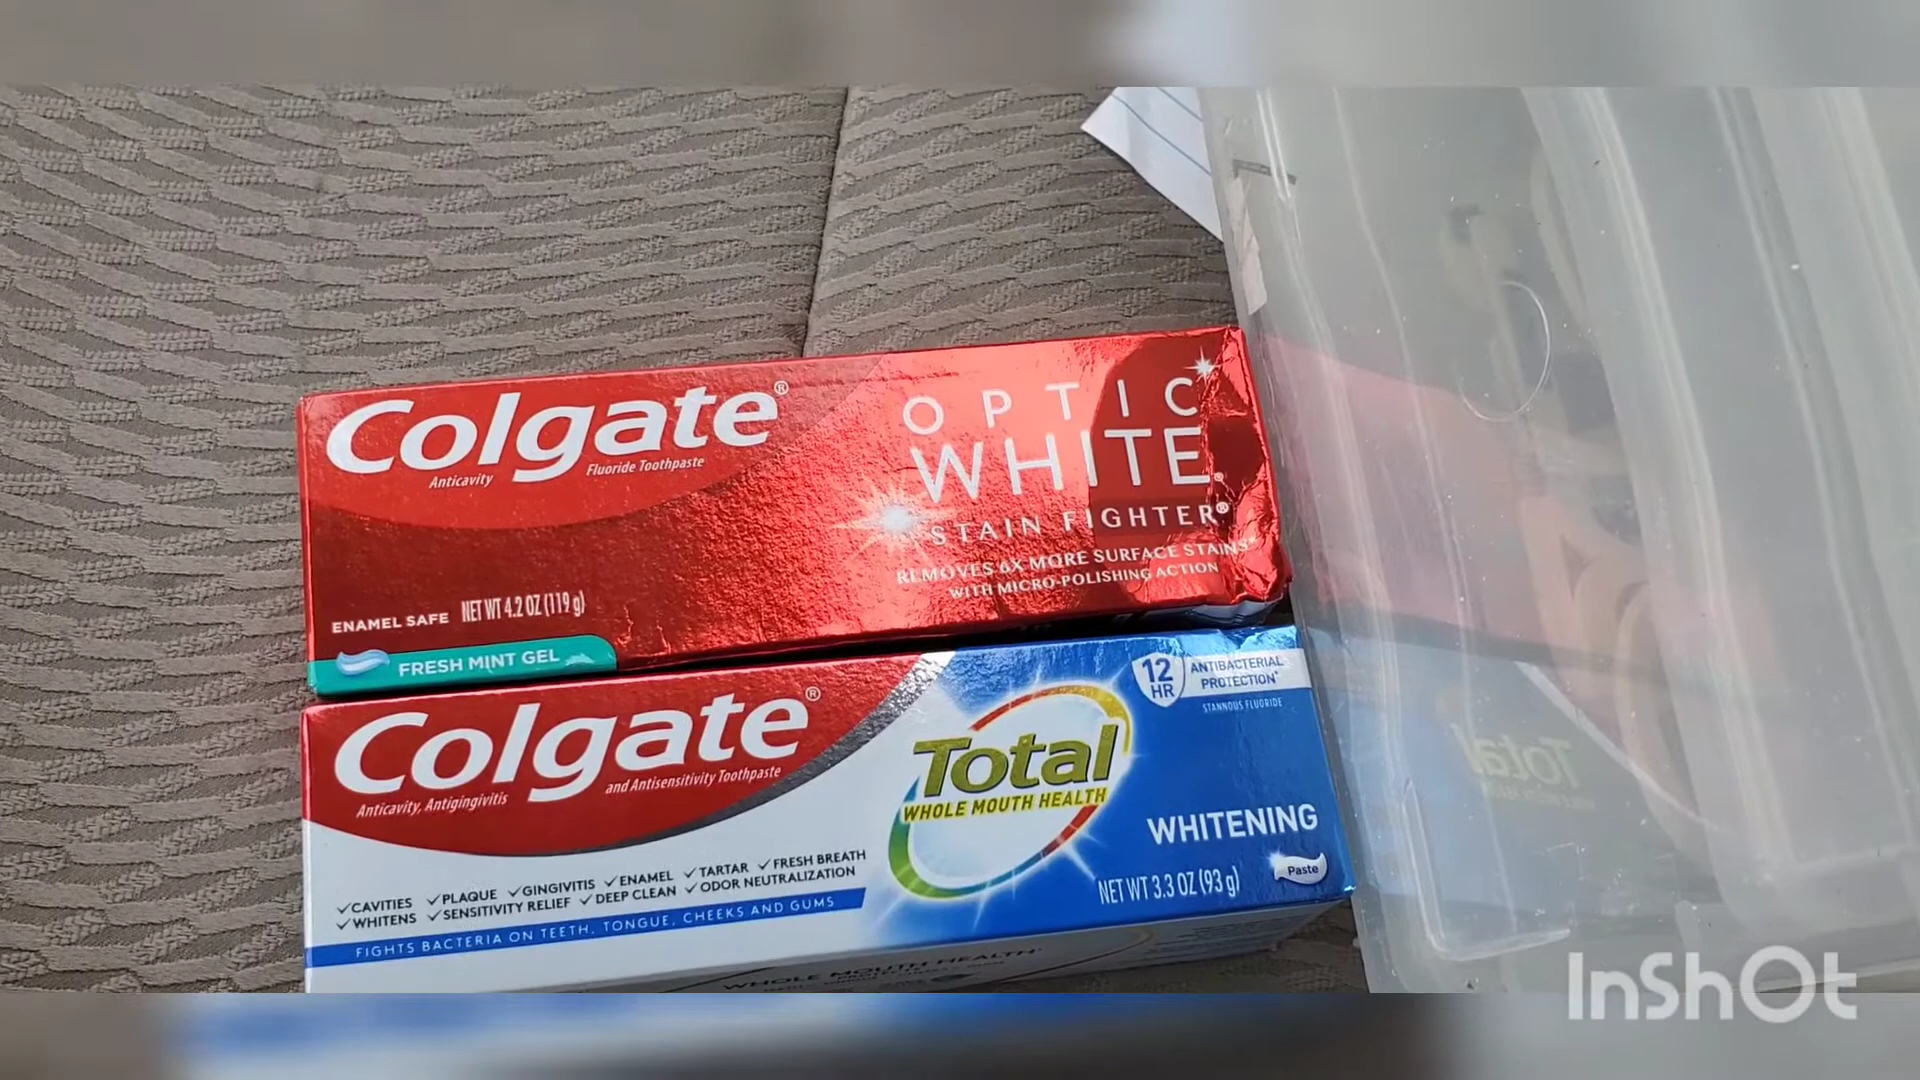 Colgate®
Anticavity Fluoride Toothpaste
OPTIC
WHITE®
STAIN FIGHTER®
REMOVES 6X MORE SURFACE STAINS*
WITH MICRO-POLISHING ACTION
ENAMEL SAFE NET WT 4.2 OZ (119 g)
FRESH MINT GEL
Colgate®
Anticavity, Antigingivitis and Antisensitivity Toothpaste
Total
WHOLE MOUTH HEALTH
12 HR ANTIBACTERIAL PROTECTION*
STANNOUS FLUORIDE
WHITENING
Paste
NET WT 3.3 OZ (93 g)
✓CAVITIES ✓PLAQUE ✓GINGIVITIS ✓ENAMEL ✓TARTAR ✓FRESH BREATH
✓WHITENS ✓SENSITIVITY RELIEF ✓DEEP CLEAN ✓ODOR NEUTRALIZATION
FIGHTS BACTERIA ON TEETH, TONGUE, CHEEKS AND GUMS
WHOLE MOUTH HEALTH*
InShOt